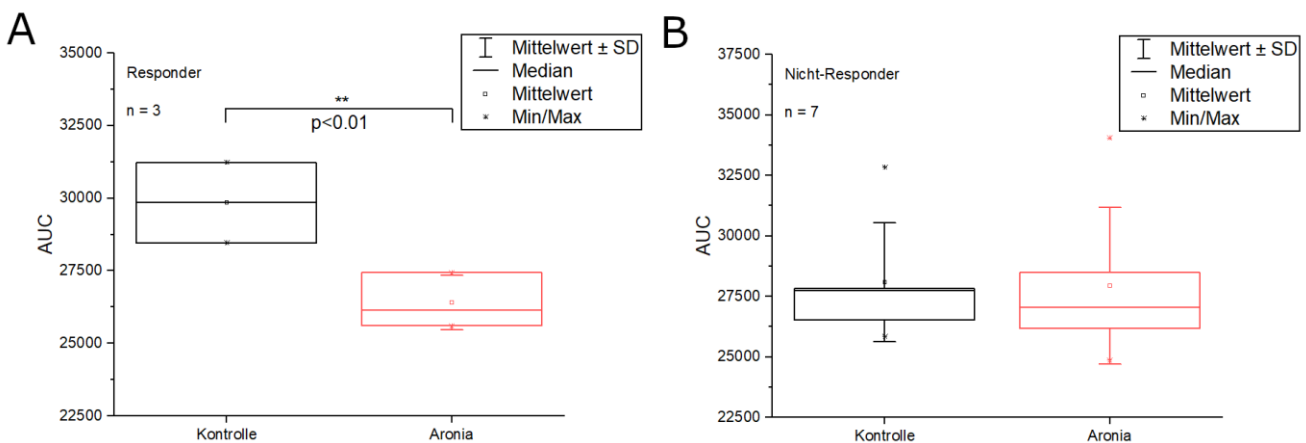 A
35000
32500
30000
27500
25000
22500
AUC
Responder
n = 3
**
p<0.01
Mittelwert ± SD
Median
Mittelwert
Min/Max
Kontrolle
Aronia
B
37500
35000
32500
30000
27500
25000
22500
AUC
Nicht-Responder
n = 7
Mittelwert ± SD
Median
Mittelwert
Min/Max
Kontrolle
Aronia